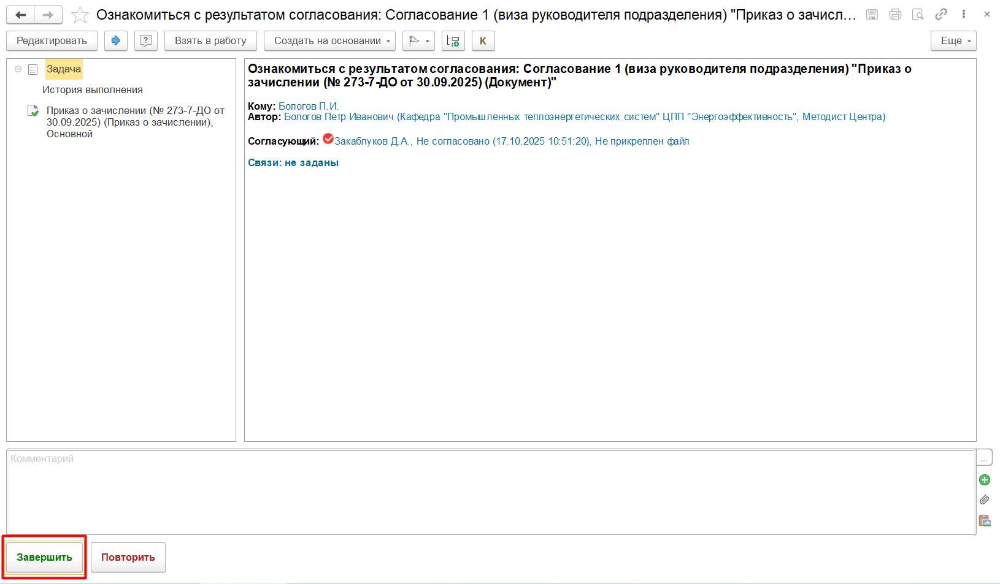 Ознакомиться с результатом согласования: Согласование 1 (виза руководителя подразделения) "Приказ о зачисл...
Редактировать
?
Взять в работу
Создать на основании
К
Еще
Задача
История выполнения
Приказ о зачислении (№ 273-7-ДО от
30.09.2025) (Приказ о зачислении),
Основной
Ознакомиться с результатом согласования: Согласование 1 (виза руководителя подразделения) "Приказ о
зачислении (№ 273-7-ДО от 30.09.2025) (Документ)"
Кому: Бологов П.И.
Автор: Бологов Петр Иванович (Кафедра "Промышленных теплоэнергетических систем" ЦПП "Энергоэффективность", Методист Центра)
Согласующий: Закаблуков Д.А., Не согласовано (17.10.2025 10:51:20), Не прикреплен файл
Связи: не заданы
Комментарий
...
Завершить
Повторить